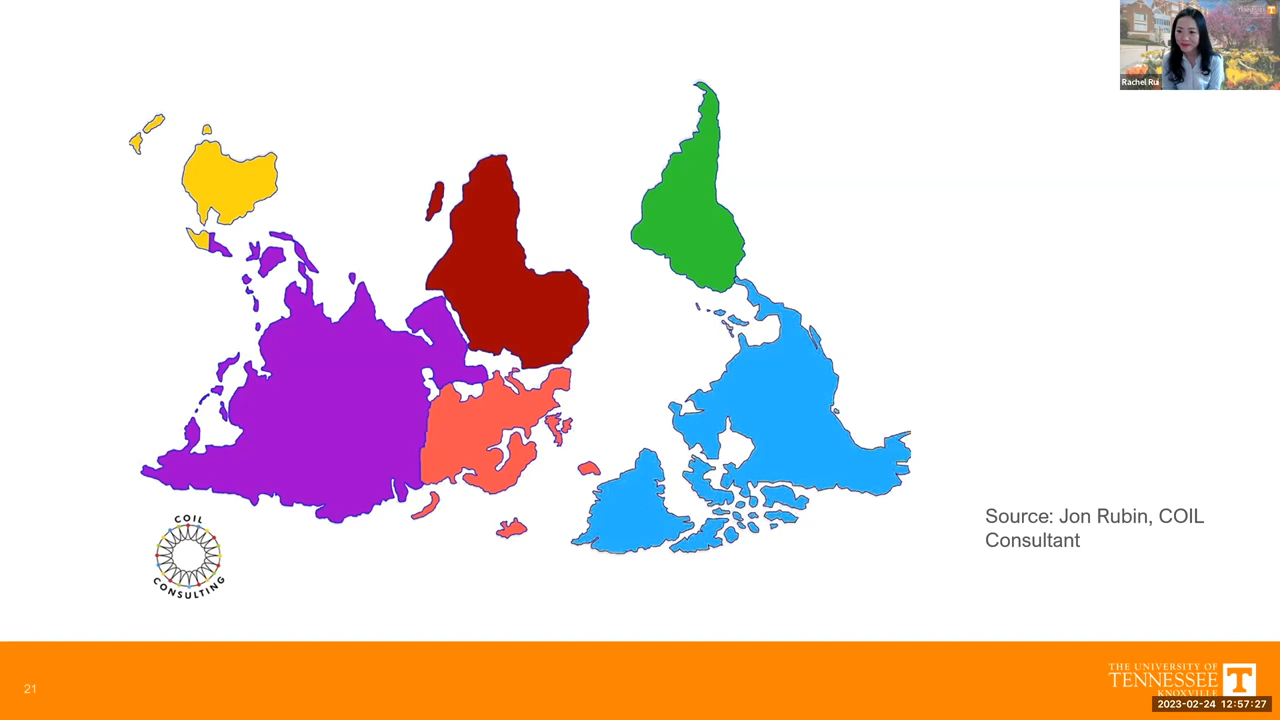 Rachel Rui
COIL
CONSULTING
Source: Jon Rubin, COIL
Consultant
21
THE UNIVERSITY OF
TENNESSEE
KNOXVILLE
T
2023-02-24 12:57:27